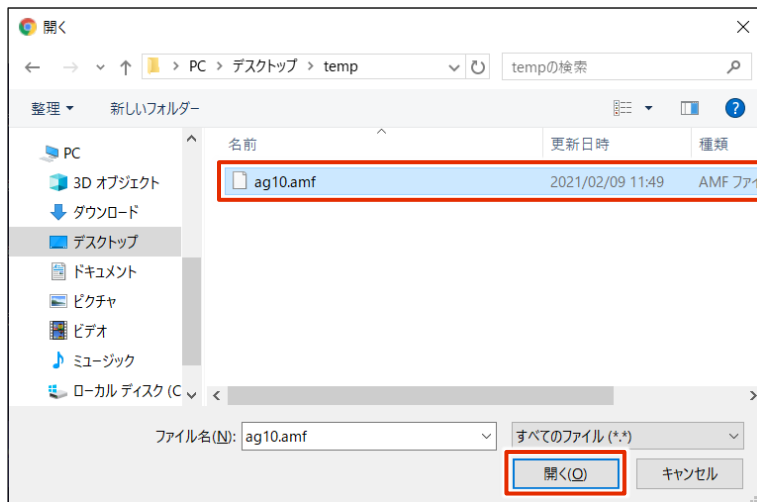 開く
PC > デスクトップ > temp
tempの検索
整理 新しいフォルダー
名前 更新日時 種類
ag10.amf 2021/02/09 11:49 AMF ファイ
PC
3D オブジェクト
ダウンロード
デスクトップ
ドキュメント
ピクチャ
ビデオ
ミュージック
ローカル ディスク (C
ファイル名(N): ag10.amf すべてのファイル (*.*)
開く(O) キャンセル